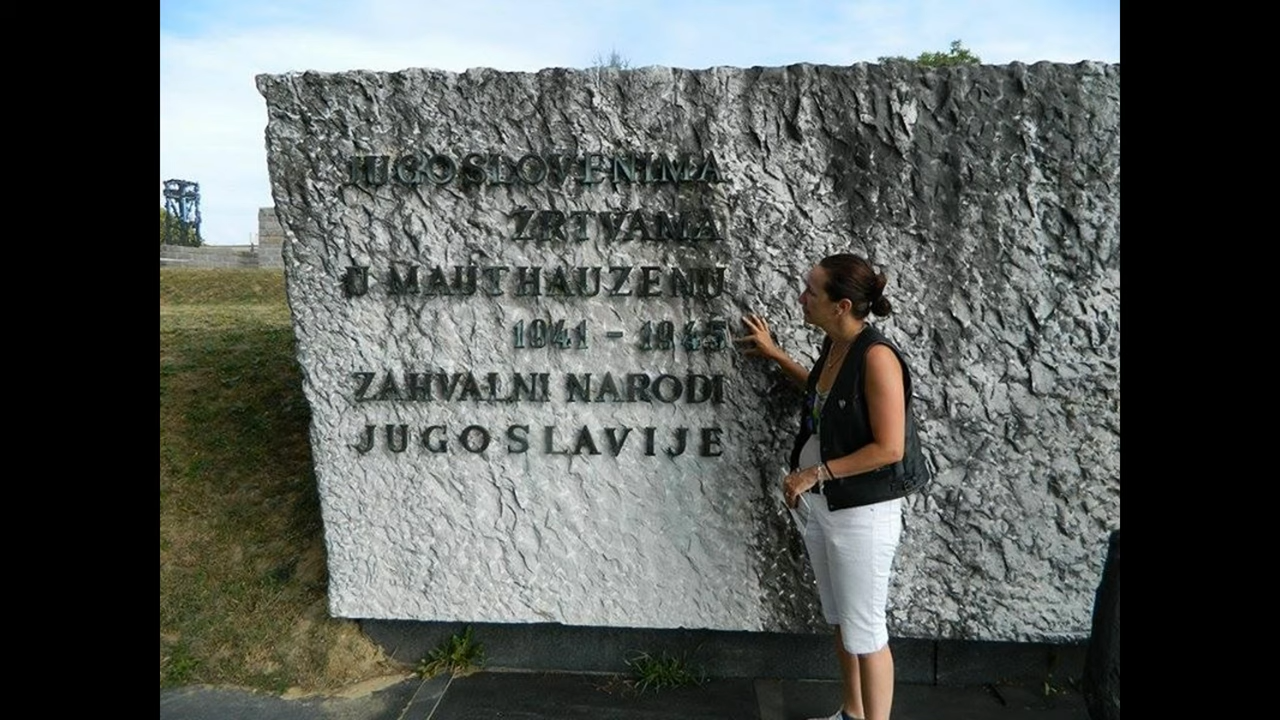 JUGOSLOVENIMA
ŽRTVAMA
U MAUTHAUZENU
1941 - 1945
ZAHVALNI NARODI
JUGOSLAVIJE